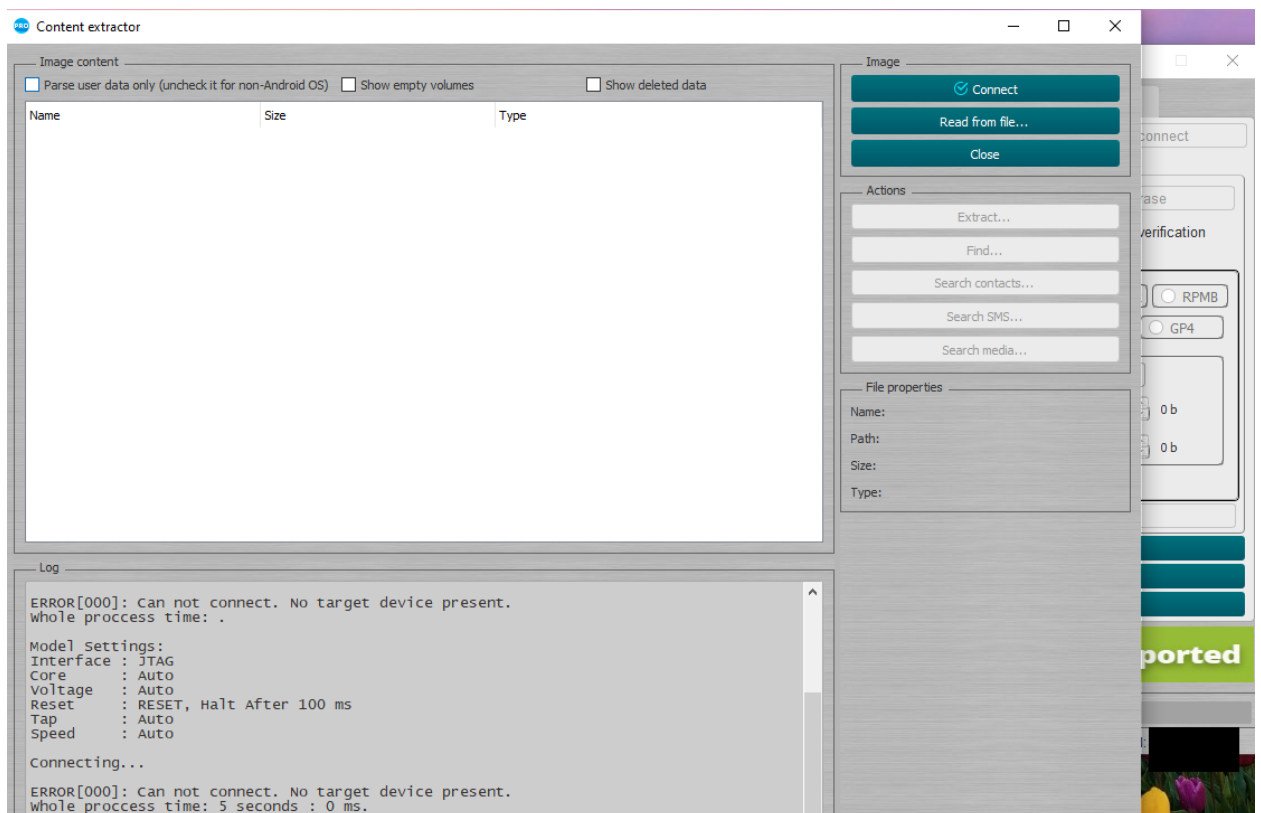 PRO Content extractor
Image content
Parse user data only (uncheck it for non-Android OS) Show empty volumes Show deleted data
Name Size Type
Image
Connect
Read from file...
Close
Actions
Extract...
Find...
Search contacts...
Search SMS...
Search media...
File properties
Name:
Path:
Size:
Type:
Log
ERROR[000]: Can not connect. No target device present.
Whole proccess time: .
Model Settings:
Interface : JTAG
Core : Auto
Voltage : Auto
Reset : RESET, Halt After 100 ms
Tap : Auto
Speed : Auto
Connecting...
ERROR[000]: Can not connect. No target device present.
Whole proccess time: 5 seconds : 0 ms.
connect
rase
verification
RPMB
GP4
0 b
0 b
ported